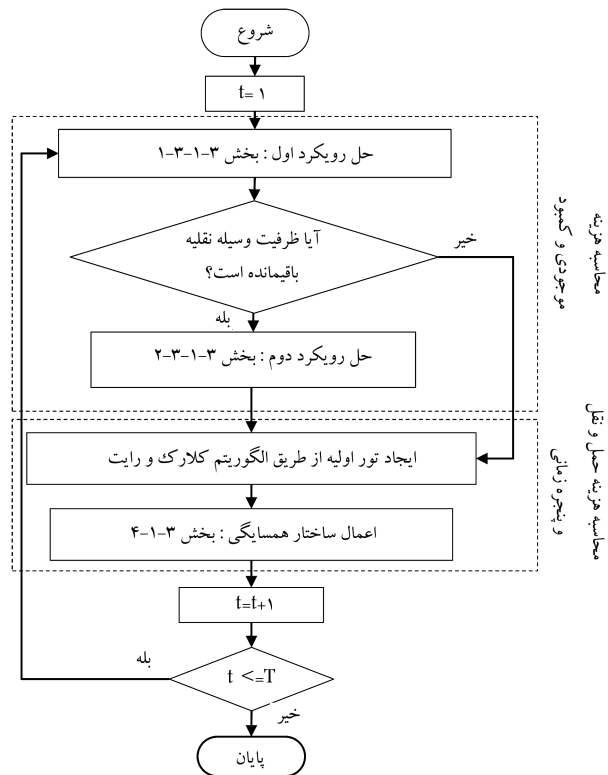 شروع
t= ۱
حل رویکرد اول : بخش ۳-۱-۳-۱
آیا ظرفیت وسیله نقلیه
باقیمانده است؟
خیر
بله
حل رویکرد دوم : بخش ۳-۱-۳-۲
محاسبه هزینه
موجودی و کمبود
ایجاد تور اولیه از طریق الگوریتم کلارک و رایت
اعمال ساختار همسایگی : بخش ۳-۱-۴
محاسبه هزینه حمل و نقل
و پنجره زمانی
t=t+۱
t <=T
بله
خیر
پایان